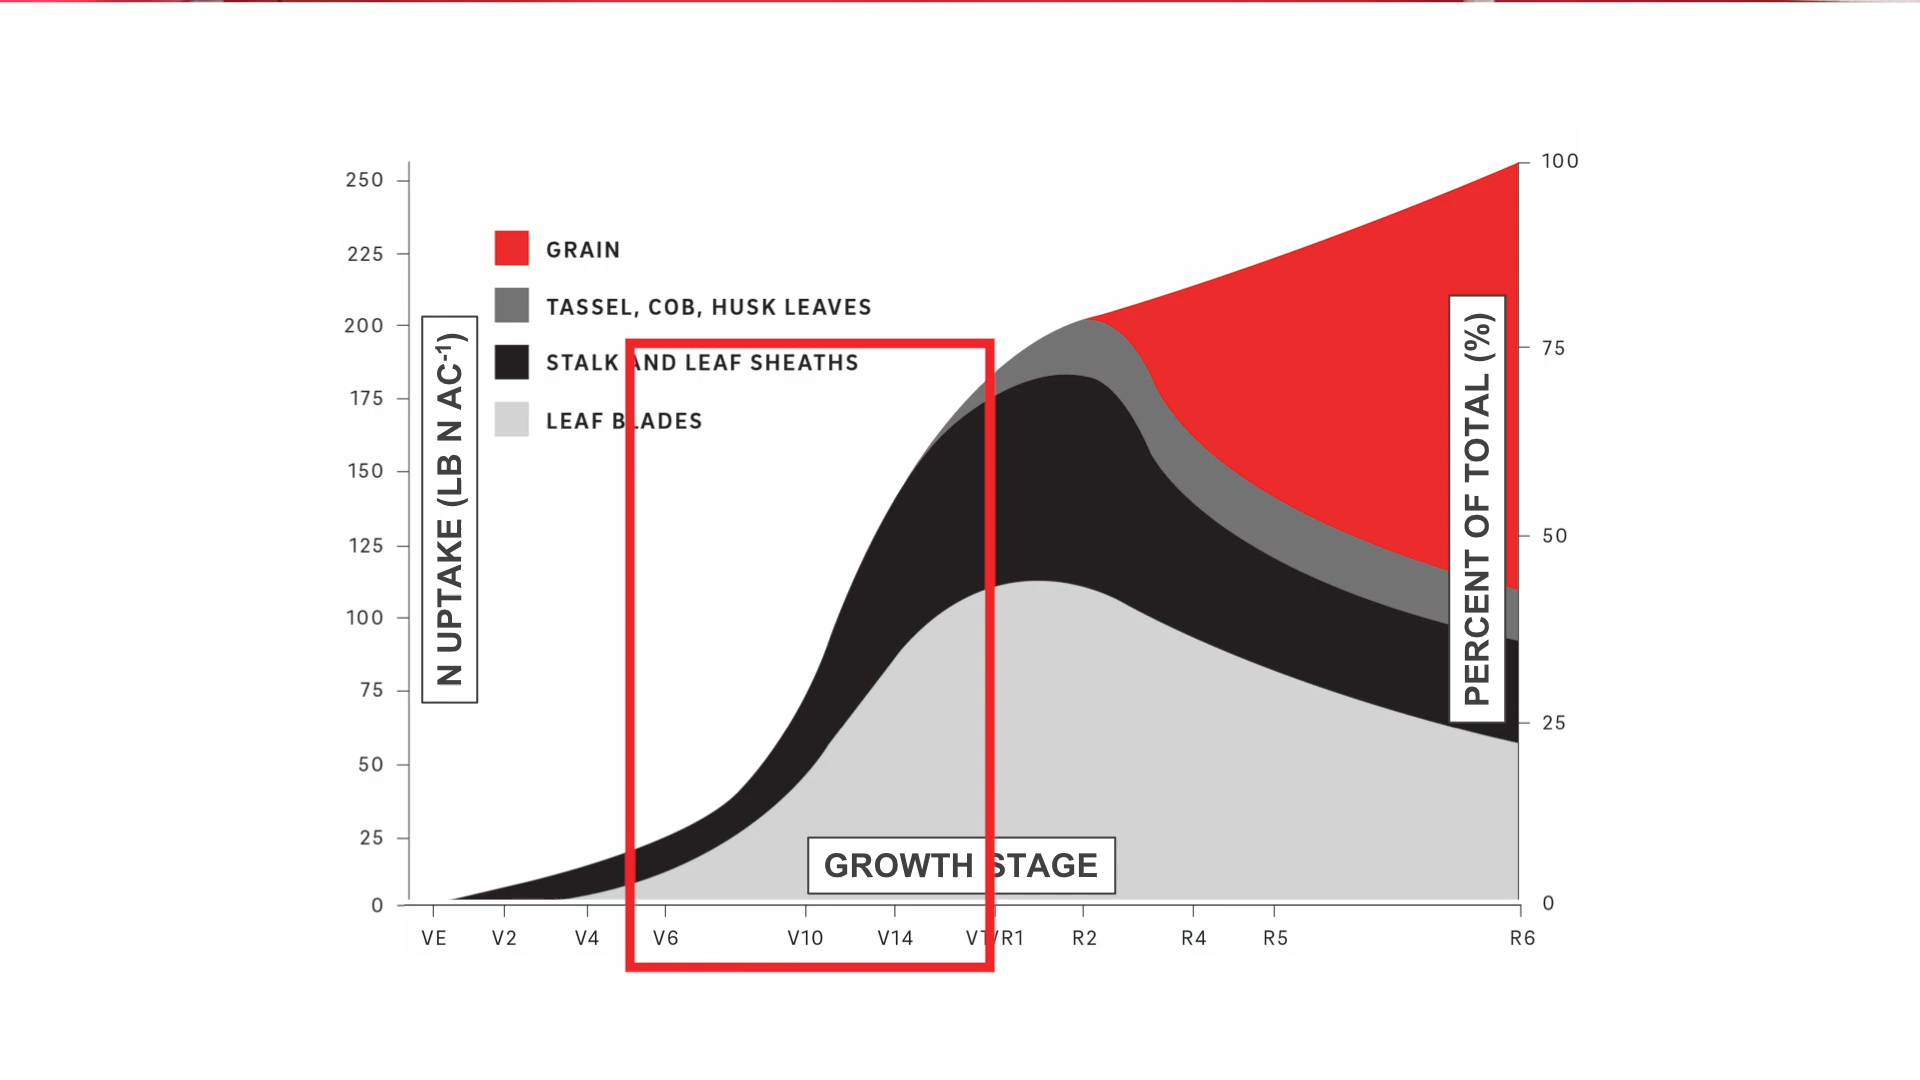 250
225
200
175
150
125
100
75
50
25
0
N UPTAKE (LB N AC-1)
GRAIN
TASSEL, COB, HUSK LEAVES
STALK AND LEAF SHEATHS
LEAF BLADES
100
75
50
25
0
PERCENT OF TOTAL (%)
GROWTH STAGE
VE V2 V4 V6 V10 V14 VT/R1 R2 R4 R5 R6